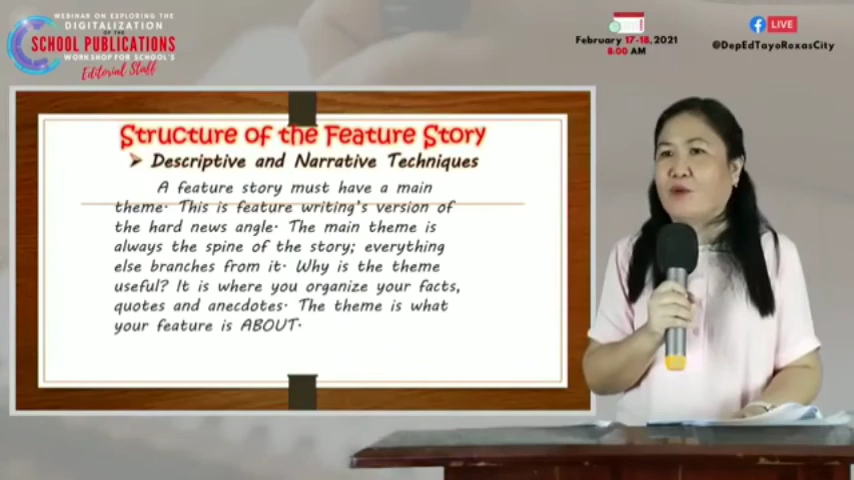 WEBINAR ON EXPLORING THE
DIGITALIZATION
OF THE
SCHOOL PUBLICATIONS
WORKSHOP FOR SCHOOL'S
Editorial Staff
February 17-18, 2021
8:00 AM
LIVE
@DepEdTayoRoxasCity
Structure of the Feature Story
➤ Descriptive and Narrative Techniques
A feature story must have a main
theme. This is feature writing's version of
the hard news angle. The main theme is
always the spine of the story; everything
else branches from it. Why is the theme
useful? It is where you organize your facts,
quotes and anecdotes. The theme is what
your feature is ABOUT.